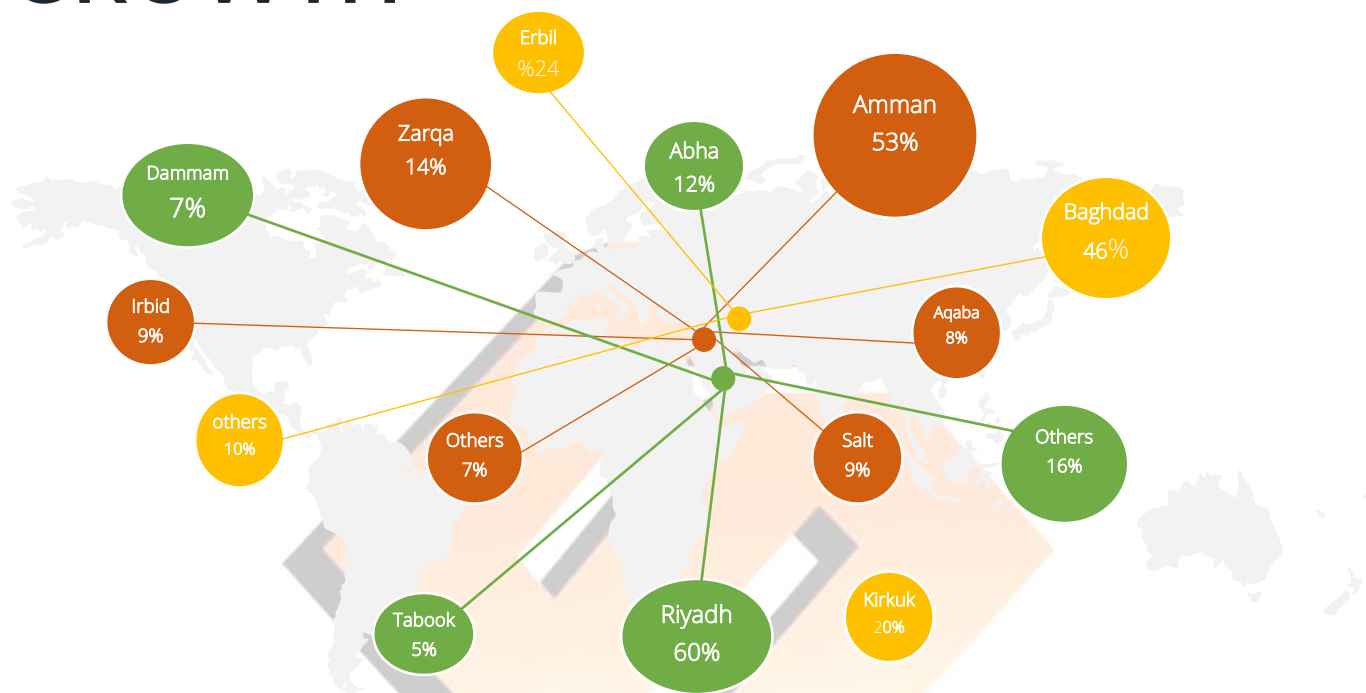 GROWTH
Erbil
%24
Amman
53%
Zarqa
14%
Abha
12%
Dammam
7%
Baghdad
46%
Irbid
9%
Aqaba
8%
others
10%
Others
7%
Salt
9%
Others
16%
Tabook
5%
Riyadh
60%
Kirkuk
20%